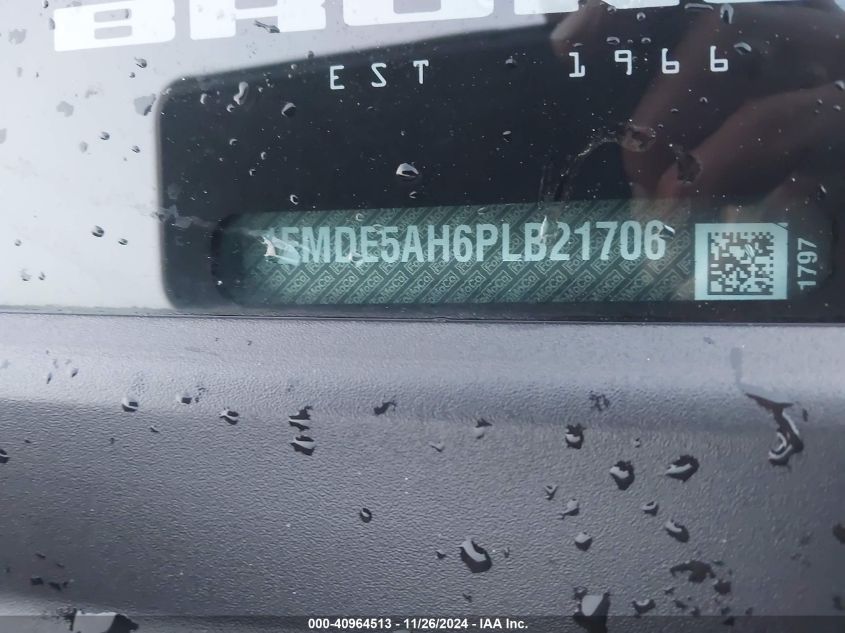 EST 1966
1FMDE5AH6PLB21706
1797
000-40964513 - 11/26/2024 - IAA Inc.